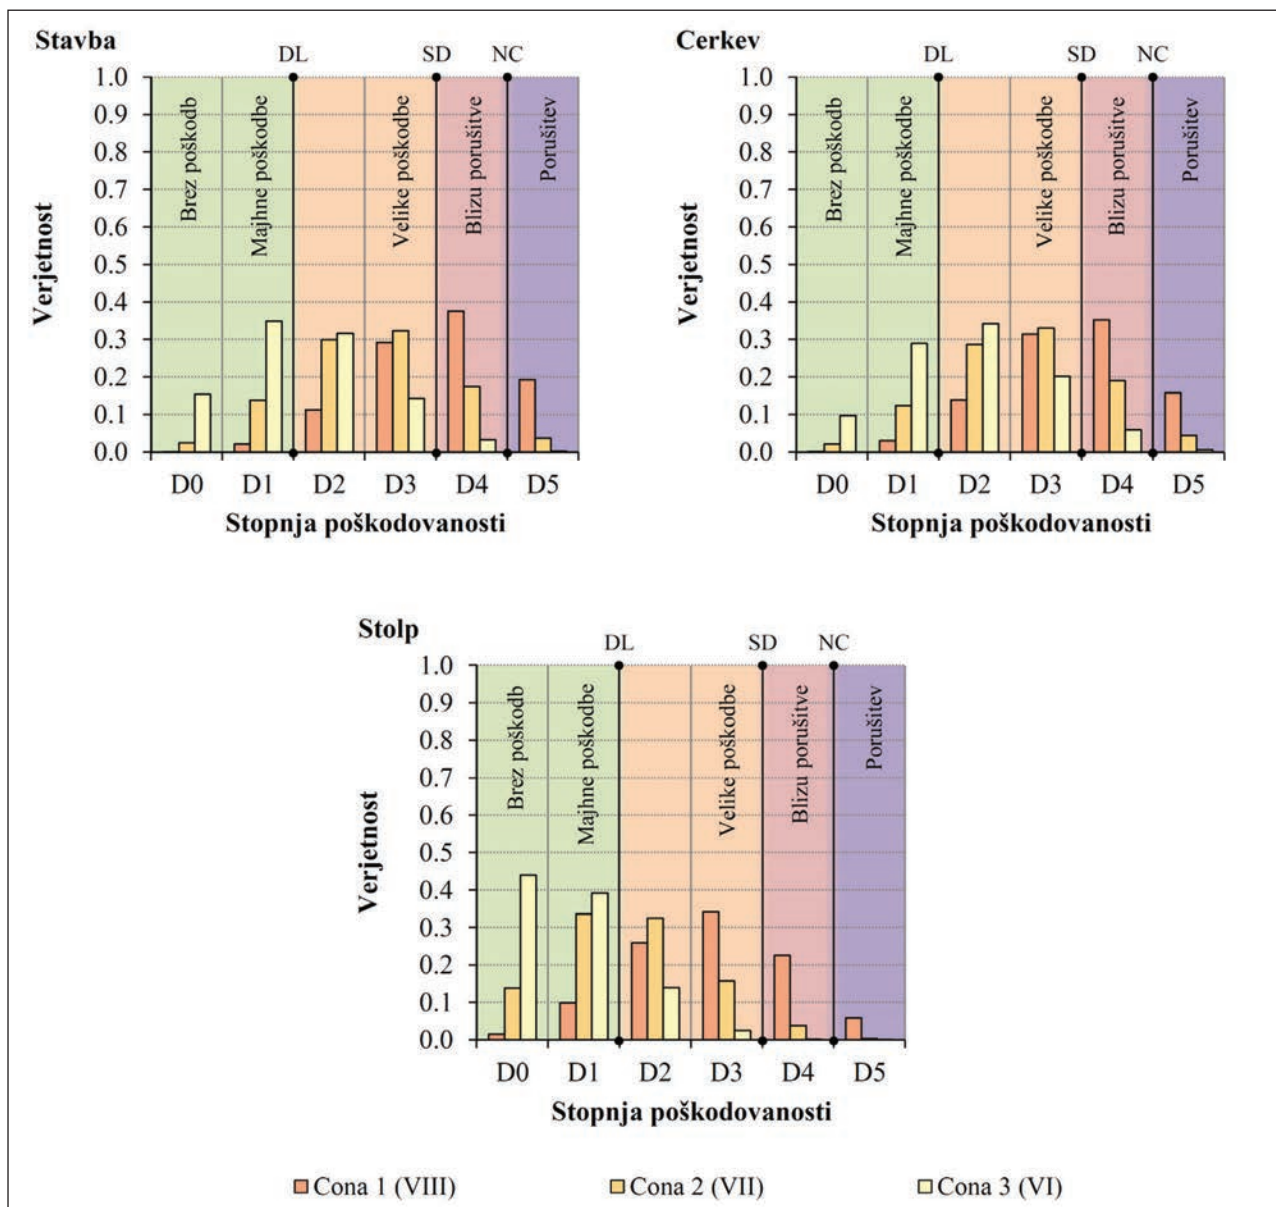 Stavba
DL SD NC
1.0
0.9
0.8
0.7
0.6
0.5
0.4
0.3
0.2
0.1
0.0
Verjetnost
Brez poškodb
Majhne poškodbe
Velike poškodbe
Blizu porušitve
Porušitev
D0 D1 D2 D3 D4 D5
Stopnja poškodovanosti
Cerkev
DL SD NC
1.0
0.9
0.8
0.7
0.6
0.5
0.4
0.3
0.2
0.1
0.0
Verjetnost
Brez poškodb
Majhne poškodbe
Velike poškodbe
Blizu porušitve
Porušitev
D0 D1 D2 D3 D4 D5
Stopnja poškodovanosti
Stolp
DL SD NC
1.0
0.9
0.8
0.7
0.6
0.5
0.4
0.3
0.2
0.1
0.0
Verjetnost
Brez poškodb
Majhne poškodbe
Velike poškodbe
Blizu porušitve
Porušitev
D0 D1 D2 D3 D4 D5
Stopnja poškodovanosti
Cona 1 (VIII) Cona 2 (VII) Cona 3 (VI)